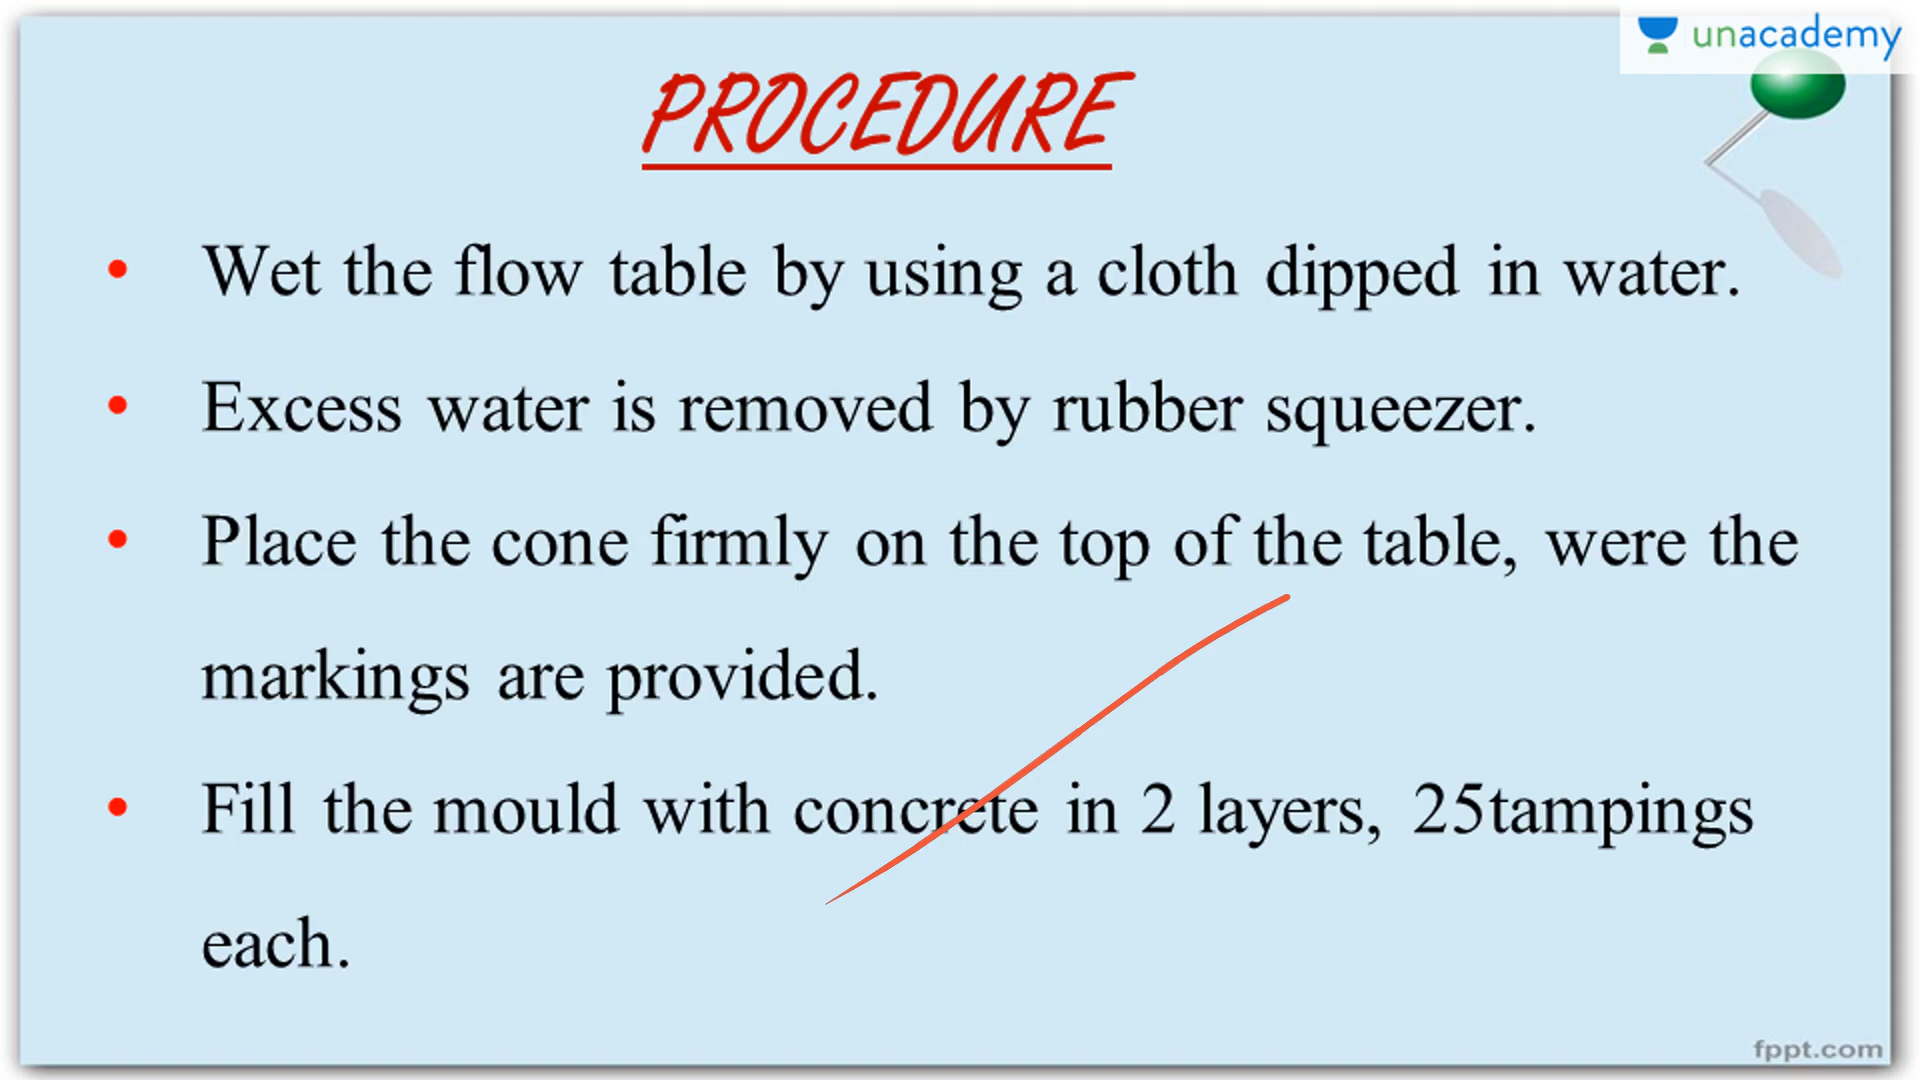 unacademy
PROCEDURE
• Wet the flow table by using a cloth dipped in water.
• Excess water is removed by rubber squeezer.
• Place the cone firmly on the top of the table, were the
markings are provided.
• Fill the mould with concrete in 2 layers, 25tampings
each.
fppt.com